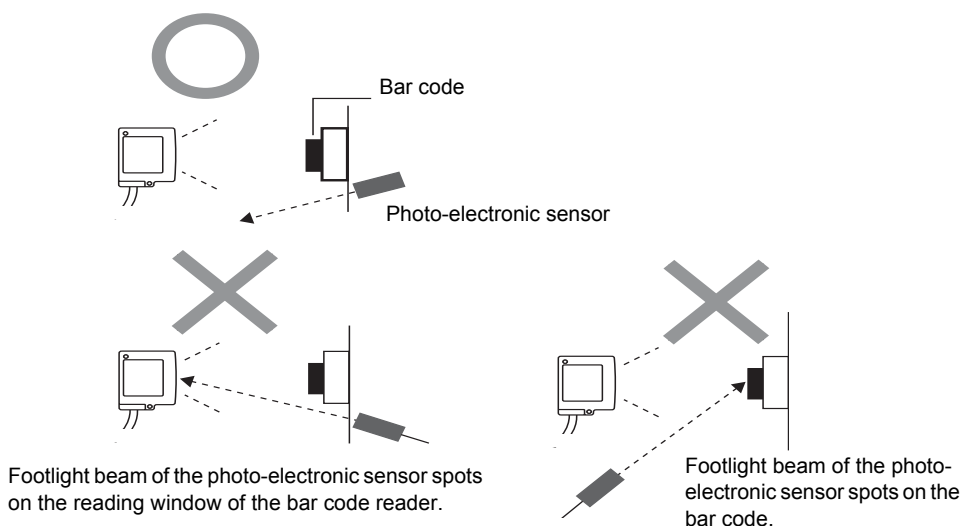 Bar code
Photo-electronic sensor
Footlight beam of the photo-electronic sensor spots
on the reading window of the bar code reader.
Footlight beam of the photo-
electronic sensor spots on the
bar code.